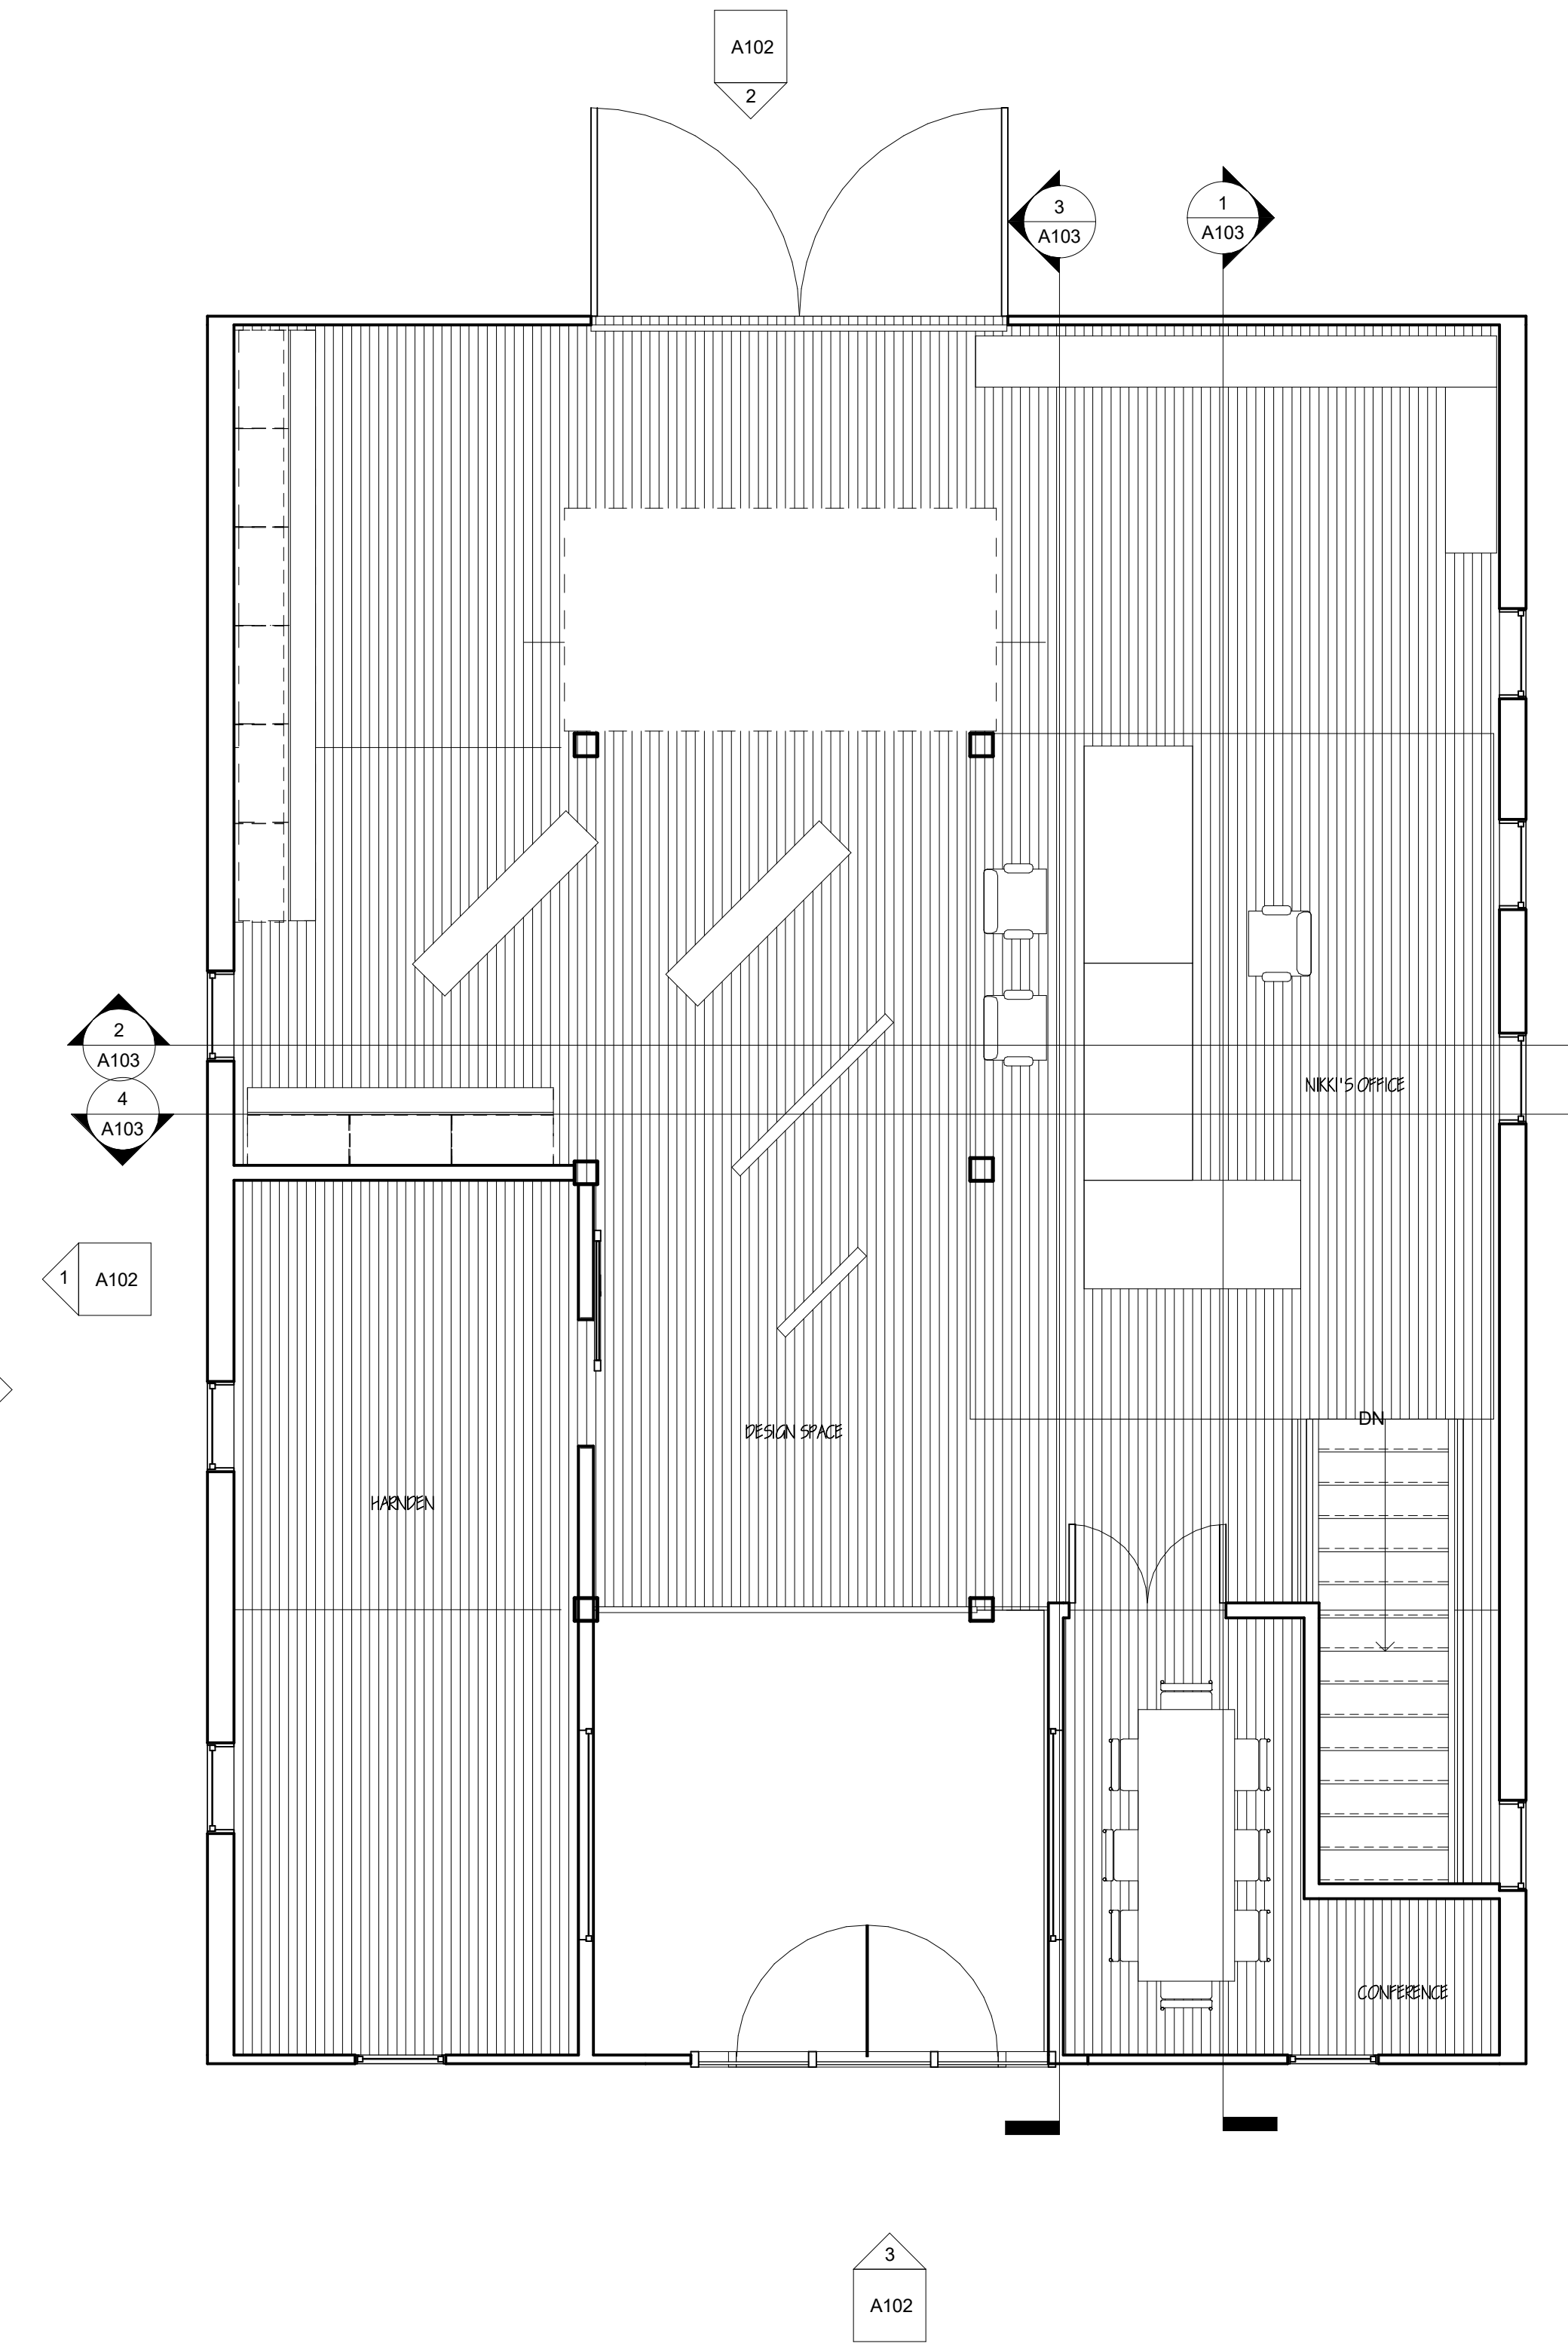 A102
2
3
A103
1
A103
2
A103
NIKKI'S OFFICE
4
A103
1
A102
DN
DESIGN SPACE
HARNDEN
CONFERENCE
3
A102